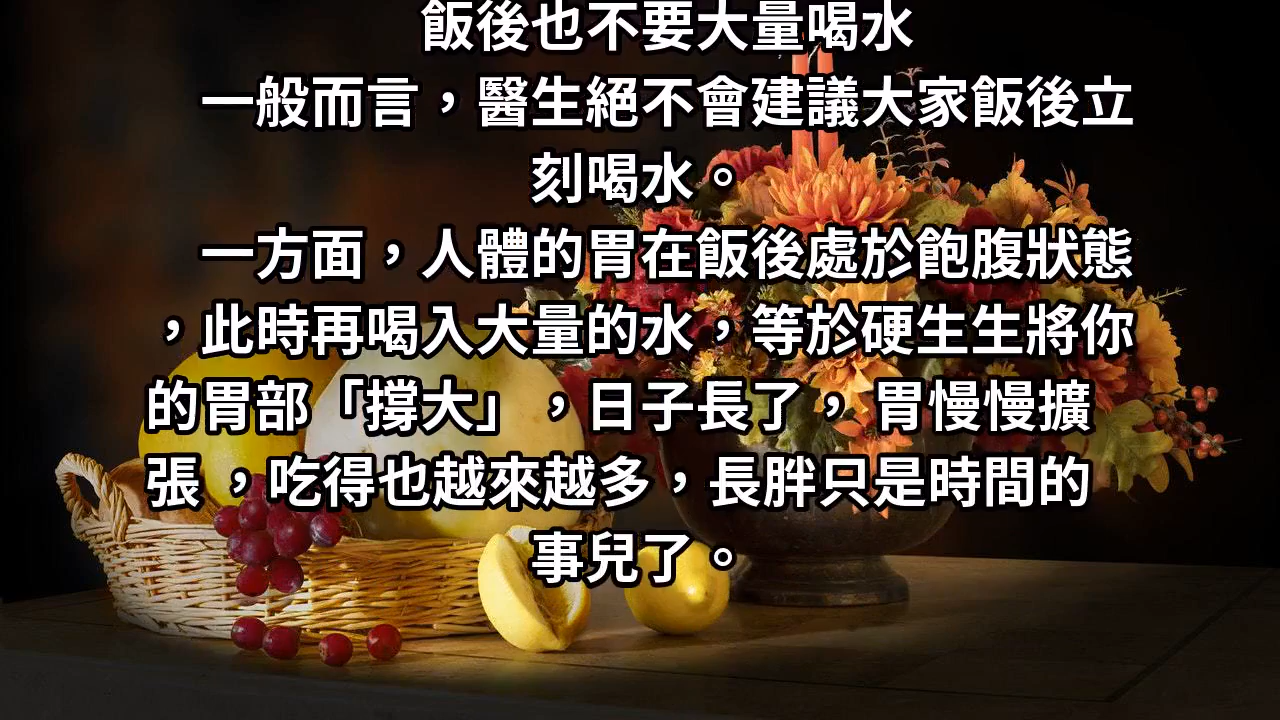 飯後也不要大量喝水
一般而言，醫生絕不會建議大家飯後立
刻喝水。
一方面，人體的胃在飯後處於飽腹狀態
，此時再喝入大量的水，等於硬生生將你
的胃部「撐大」，日子長了， 胃慢慢擴
張 ，吃得也越來越多，長胖只是時間的
事兒了。